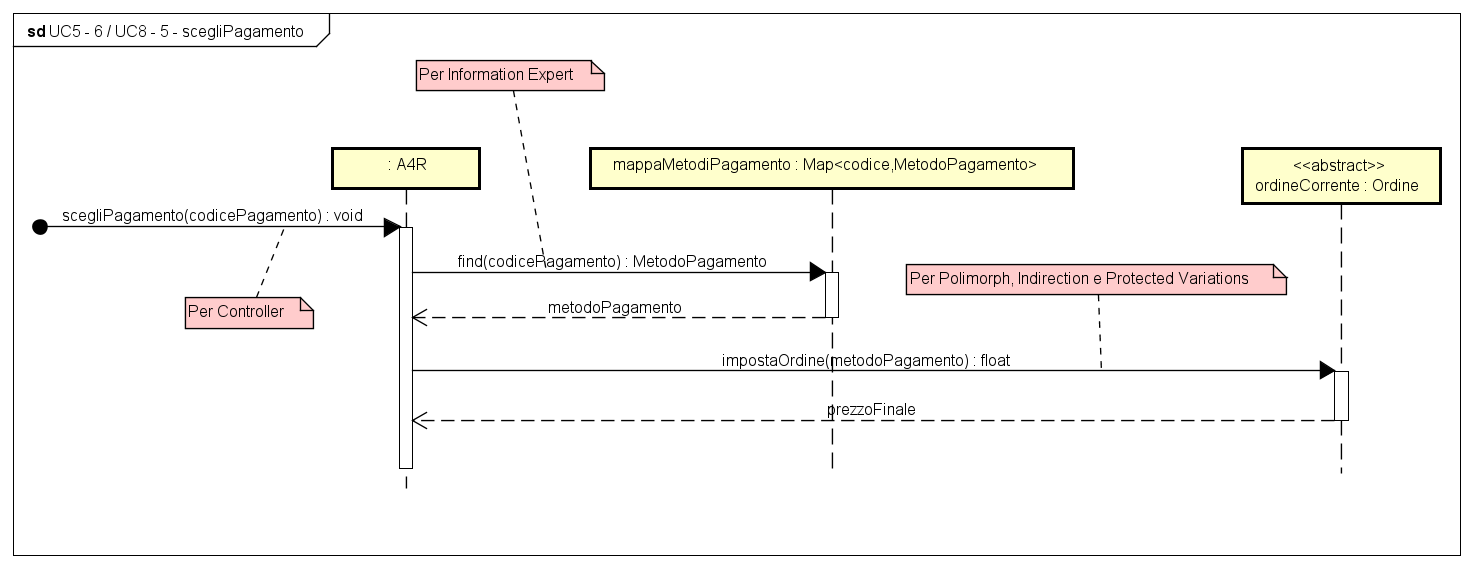 sd UC5 - 6 / UC8 - 5 - scegliPagamento
Per Information Expert
: A4R
mappaMetodiPagamento : Map<codice,MetodoPagamento>
<<abstract>>
ordineCorrente : Ordine
scegliPagamento(codicePagamento) : void
find(codicePagamento) : MetodoPagamento
Per Polimorph, Indirection e Protected Variations
Per Controller
metodoPagamento
impostaOrdine(metodoPagamento) : float
prezzoFinale